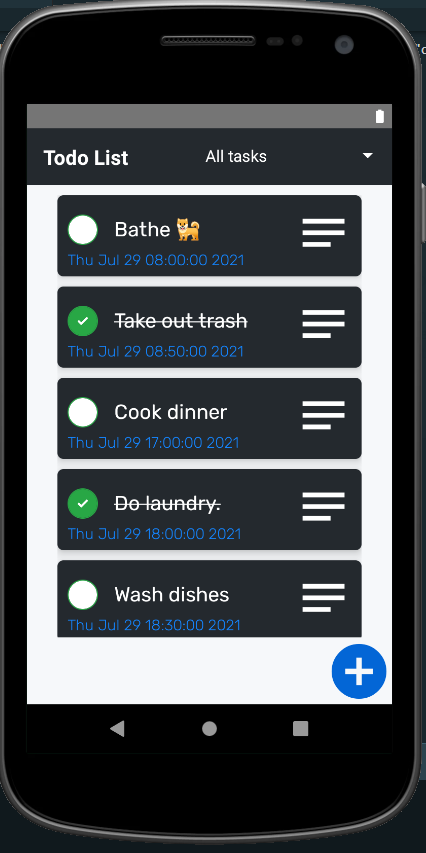 Todo List
All tasks
Bathe 🐕
Thu Jul 29 08:00:00 2021
Take out trash
Thu Jul 29 08:50:00 2021
Cook dinner
Thu Jul 29 17:00:00 2021
Do laundry.
Thu Jul 29 18:00:00 2021
Wash dishes
Thu Jul 29 18:30:00 2021